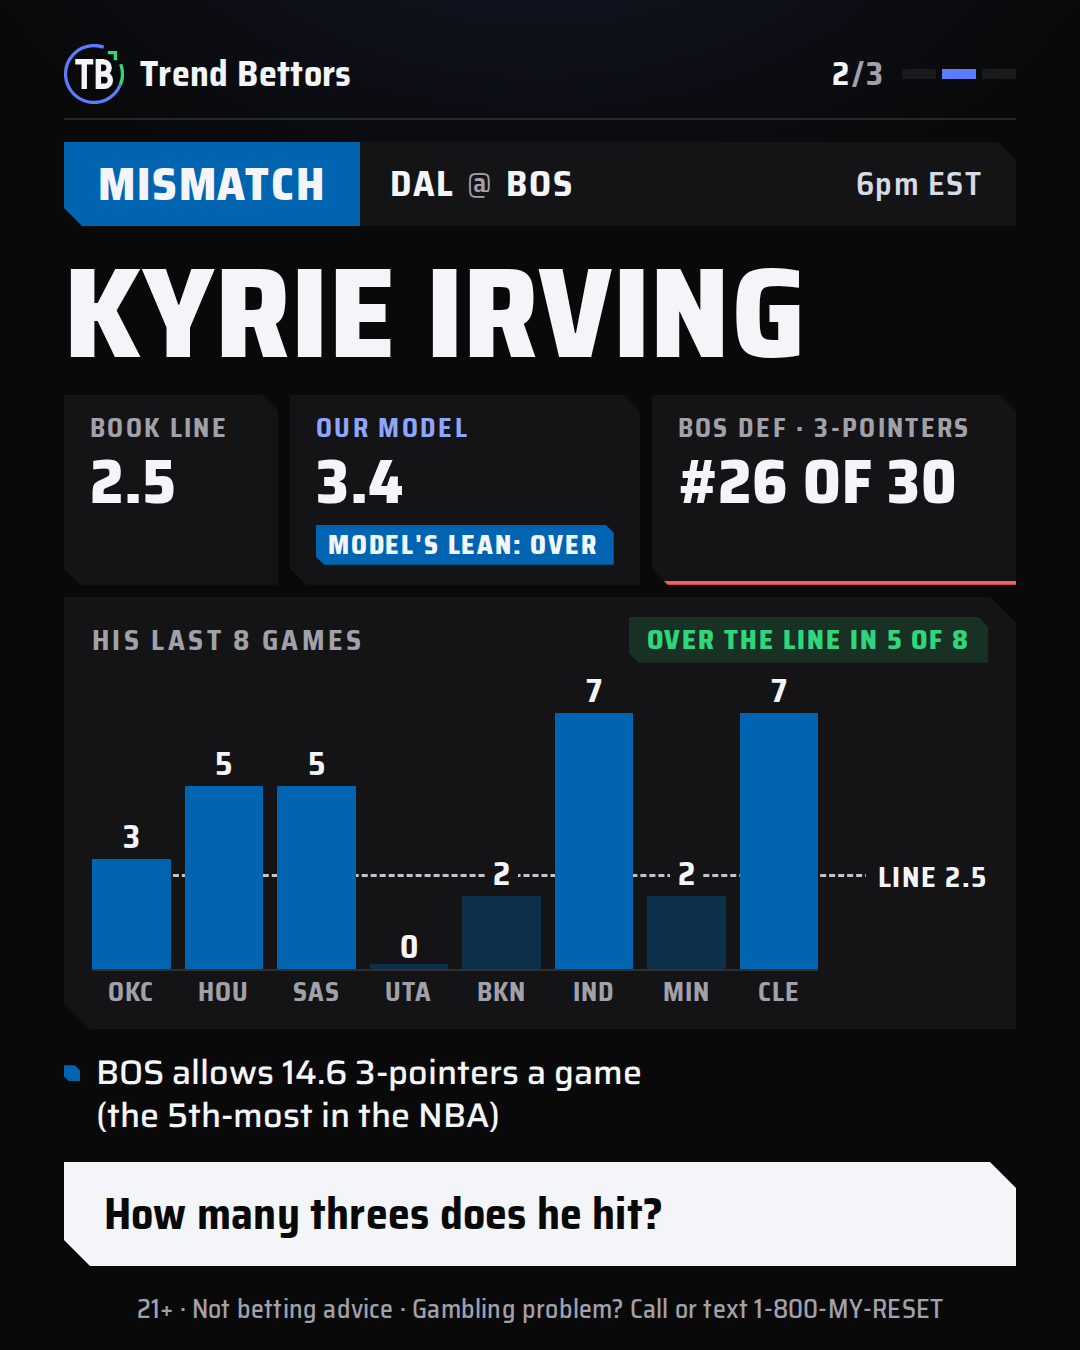 TB Trend Bettors
2/3
MISMATCH DAL @ BOS 6pm EST
KYRIE IRVING
BOOK LINE
2.5
OUR MODEL
3.4
MODEL'S LEAN: OVER
BOS DEF · 3-POINTERS
#26 OF 30
HIS LAST 8 GAMES
OVER THE LINE IN 5 OF 8
3 5 5 0 2 7 2 7
LINE 2.5
OKC HOU SAS UTA BKN IND MIN CLE
BOS allows 14.6 3-pointers a game
(the 5th-most in the NBA)
How many threes does he hit?
21+ · Not betting advice · Gambling problem? Call or text 1-800-MY-RESET